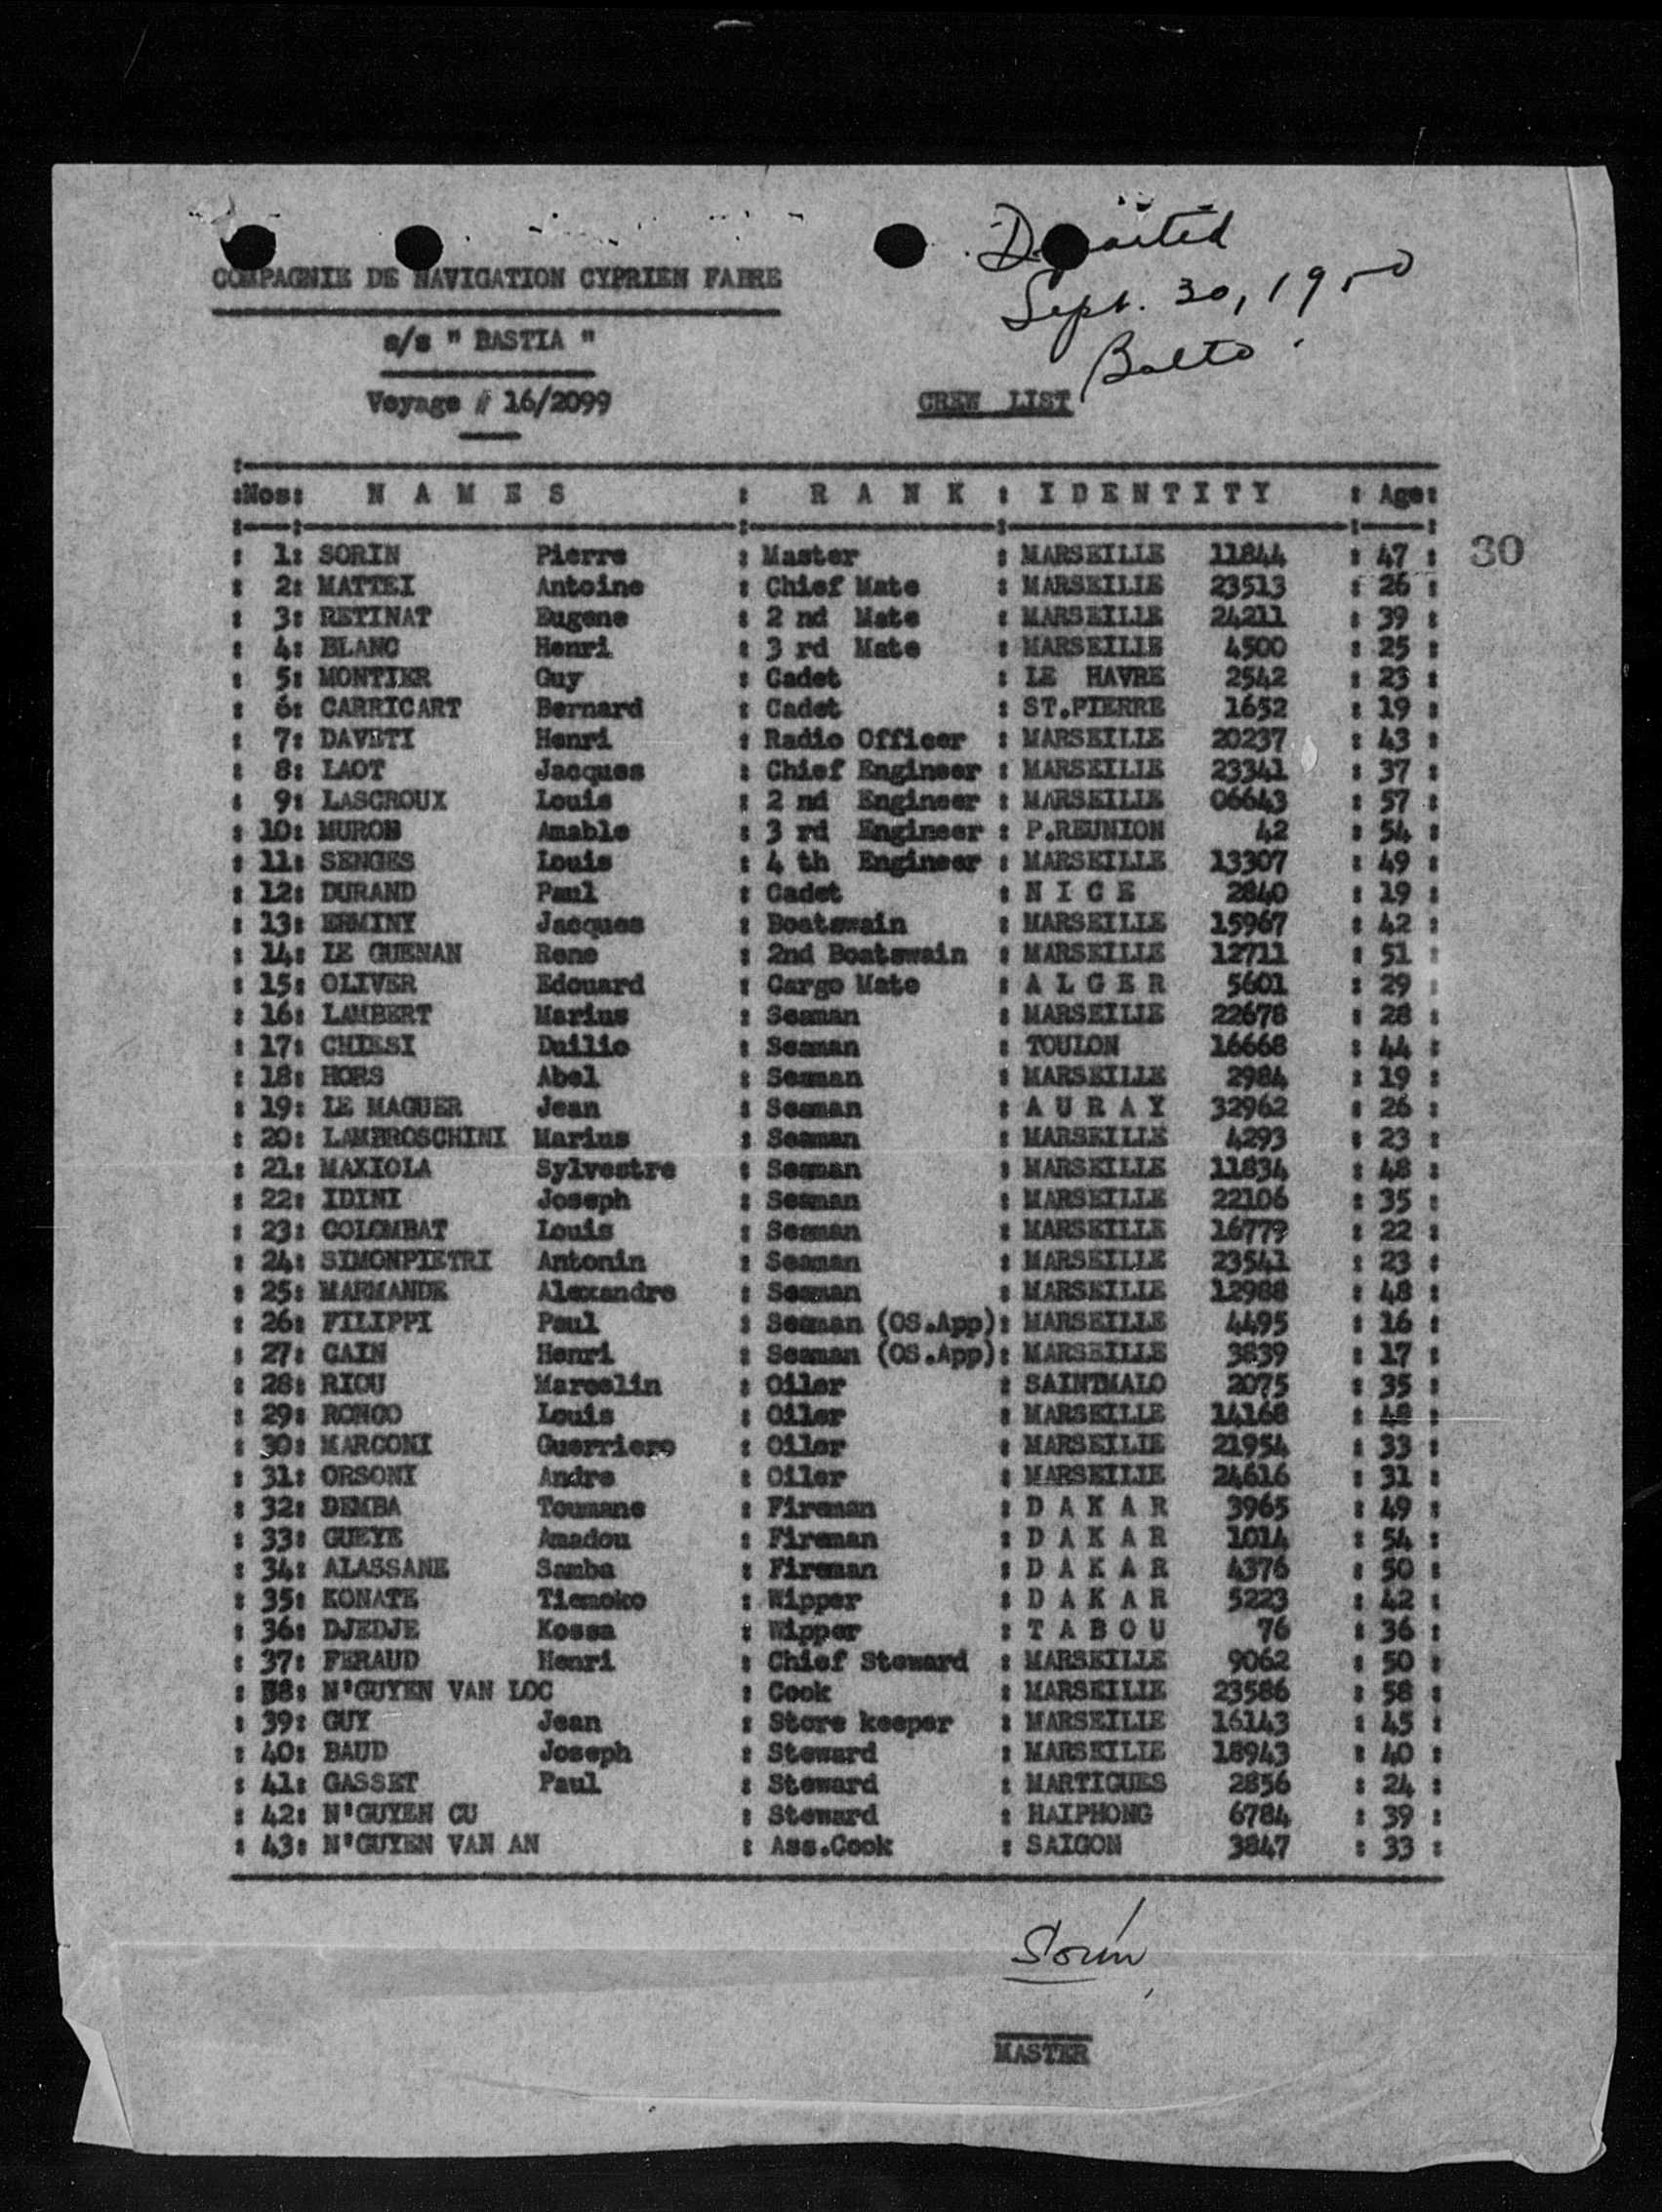 Departed
Sept. 30, 1950
Balto.
COMPAGNIE DE NAVIGATION CYPRIEN FABRE
s/s " BASTIA "
Voyage # 16/2099
CREW LIST
:Nos: N A M E S : R A N K : I D E N T I T Y : Age:
30
: 1: SORIN Pierre : Master : MARSEILLE 11844 : 47 :
: 2: MATTEI Antoine : Chief Mate : MARSEILLE 23513 : 26 :
: 3: RETINAT Eugene : 2 nd Mate : MARSEILLE 24211 : 39 :
: 4: BLANC Henri : 3 rd Mate : MARSEILLE 4500 : 25 :
: 5: MONTIER Guy : Cadet : LE HAVRE 2542 : 23 :
: 6: CARRICART Bernard : Cadet : ST.PIERRE 1652 : 19 :
: 7: DAVETI Henri : Radio Officer : MARSEILLE 20237 : 43 :
: 8: LAOT Jacques : Chief Engineer : MARSEILLE 23341 : 37 :
: 9: LASCROUX Louis : 2 nd Engineer : MARSEILLE 06643 : 57 :
: 10: MURON Amable : 3 rd Engineer : P.REUNION 42 : 54 :
: 11: SENGES Louis : 4 th Engineer : MARSEILLE 13307 : 49 :
: 12: DURAND Paul : Cadet : N I C E 2840 : 19 :
: 13: ERMINY Jacques : Boatswain : MARSEILLE 15967 : 42 :
: 14: LE GUENAN Rene : 2nd Boatswain : MARSEILLE 12711 : 51 :
: 15: OLIVER Edouard : Cargo Mate : A L G E R 5601 : 29 :
: 16: LAMBERT Marius : Seaman : MARSEILLE 22678 : 28 :
: 17: CHIESI Duilio : Seaman : TOULON 16668 : 44 :
: 18: HORS Abel : Seaman : MARSEILLE 2984 : 19 :
: 19: LE MAGUER Jean : Seaman : A U R A Y 32962 : 26 :
: 20: LAMBROSCHINI Marius : Seaman : MARSEILLE 4293 : 23 :
: 21: MAXIOLA Sylvestre : Seaman : MARSEILLE 11834 : 48 :
: 22: IDINI Joseph : Seaman : MARSEILLE 22106 : 35 :
: 23: COLOMBAT Louis : Seaman : MARSEILLE 16779 : 22 :
: 24: SIMONPIETRI Antonin : Seaman : MARSEILLE 23541 : 23 :
: 25: MARMANDE Alexandre : Seaman : MARSEILLE 12988 : 48 :
: 26: FILIPPI Paul : Seaman (OS.App): MARSEILLE 4495 : 16 :
: 27: CAIN Henri : Seaman (OS.App): MARSEILLE 3839 : 17 :
: 28: RIOU Marcelin : Oiler : SAINTMALO 2075 : 35 :
: 29: RONCO Louis : Oiler : MARSEILLE 14168 : 48 :
: 30: MARCONI Guerriero : Oiler : MARSEILLE 21954 : 33 :
: 31: ORSONI Andre : Oiler : MARSEILLE 24616 : 31 :
: 32: DEMBA Toumane : Fireman : D A K A R 3965 : 49 :
: 33: GUEYE Amadou : Fireman : D A K A R 1014 : 54 :
: 34: ALASSANE Samba : Fireman : D A K A R 4376 : 50 :
: 35: KONATE Tiemoko : Wipper : D A K A R 5223 : 42 :
: 36: DJEDJE Kossa : Wipper : T A B O U 76 : 36 :
: 37: FERAUD Henri : Chief Steward : MARSEILLE 9062 : 50 :
: 38: N'GUYEN VAN LOC : Cook : MARSEILLE 23586 : 58 :
: 39: GUY Jean : Store keeper : MARSEILLE 16143 : 45 :
: 40: BAUD Joseph : Steward : MARSEILLE 18943 : 40 :
: 41: GASSET Paul : Steward : MARTIGUES 2856 : 24 :
: 42: N'GUYEN CU : Steward : HAIPHONG 6784 : 39 :
: 43: N'GUYEN VAN AN : Ass.Cook : SAIGON 3847 : 33 :
Sorin
MASTER